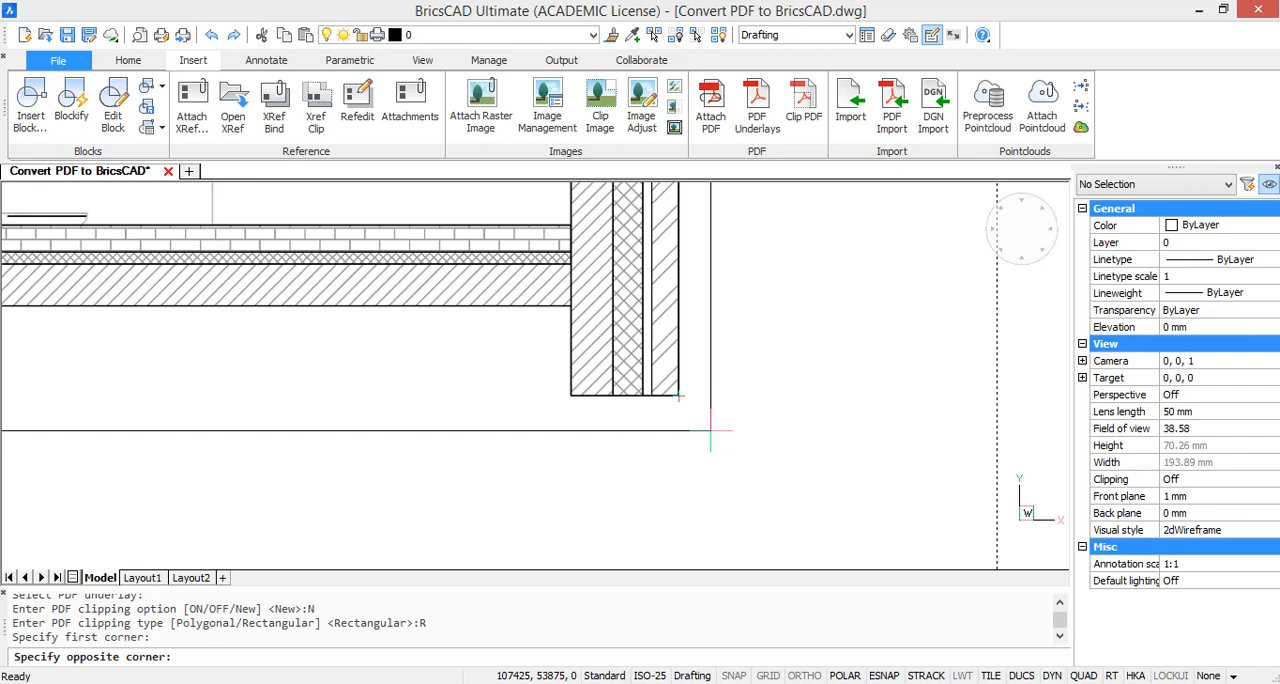 BricsCAD Ultimate (ACADEMIC License) - [Convert PDF to BricsCAD.dwg]
0
Drafting
File Home Insert Annotate Parametric View Manage Output Collaborate
Insert Block...
Blockify
Edit Block
Attach XRef...
Open XRef
XRef Bind
Xref Clip
Refedit
Attachments
Attach Raster Image
Image Management
Clip Image
Image Adjust
Attach PDF
PDF Underlays
Clip PDF
Import
PDF Import
DGN Import
Preprocess Pointcloud
Attach Pointcloud
Blocks Reference Images PDF Import Pointclouds
Convert PDF to BricsCAD*
No Selection
General
Color ByLayer
Layer 0
Linetype ByLayer
Linetype scale 1
Lineweight ByLayer
Transparency ByLayer
Elevation 0 mm
View
Camera 0, 0, 1
Target 0, 0, 0
Perspective Off
Lens length 50 mm
Field of view 38.58
Height 70.26 mm
Width 193.89 mm
Clipping Off
Front plane 1 mm
Back plane 0 mm
Visual style 2dWireframe
Misc
Annotation sca 1:1
Default lighting Off
Y
W
X
Model Layout1 Layout2 +
Select PDF underlay:
Enter PDF clipping option [ON/OFF/New] <New>:N
Enter PDF clipping type [Polygonal/Rectangular] <Rectangular>:R
Specify first corner:
Specify opposite corner:
Ready 107425, 53875, 0 Standard ISO-25 Drafting SNAP GRID ORTHO POLAR ESNAP STRACK LWT TILE DUCS DYN QUAD RT HKA LOCKUI None